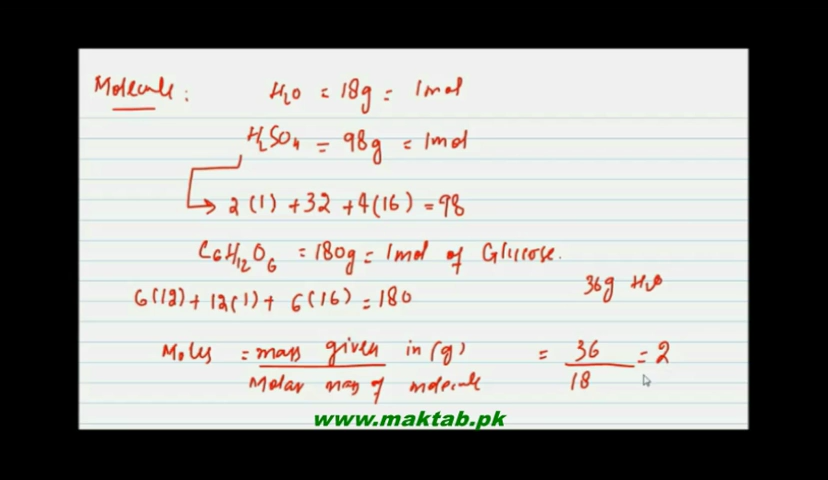 Molecule: H₂O = 18g = 1mol
H₂SO₄ = 98g = 1mol
2(1) + 32 + 4(16) = 98
C₆H₁₂O₆ = 180g = 1mol of Glucose.
36g H₂O
6(12) + 12(1) + 6(16) = 180
Moles = mass given in (g) = 36 = 2
Molar mass of molecule 18
www.maktab.pk